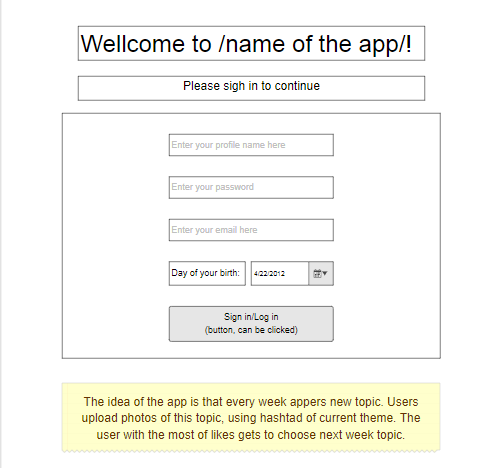 Wellcome to /name of the app/!
Please sigh in to continue
Enter your profile name here
Enter your password
Enter your email here
Day of your birth: 4/22/2012
Sign in/Log in
(button, can be clicked)
The idea of the app is that every week appers new topic. Users
upload photos of this topic, using hashtad of current theme. The
user with the most of likes gets to choose next week topic.